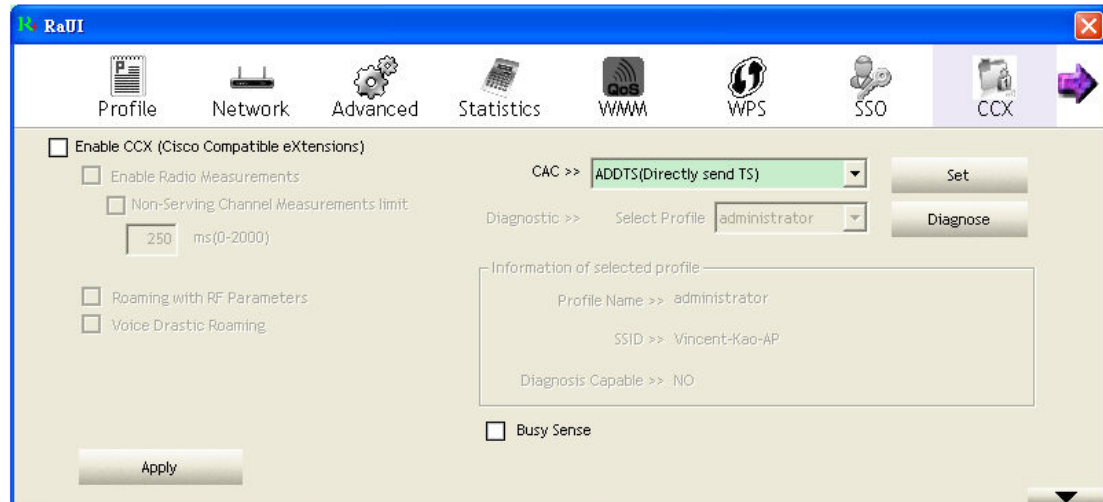 RaUI
Profile
Network
Advanced
Statistics
QoS
WMM
WPS
SSO
CCX
Enable CCX (Cisco Compatible eXtensions)
Enable Radio Measurements
Non-Serving Channel Measurements limit
250 ms(0-2000)
Roaming with RF Parameters
Voice Drastic Roaming
Apply
CAC >> ADDTS(Directly send TS) Set
Diagnostic >> Select Profile administrator Diagnose
Information of selected profile
Profile Name >> administrator
SSID >> Vincent-Kao-AP
Diagnosis Capable >> NO
Busy Sense